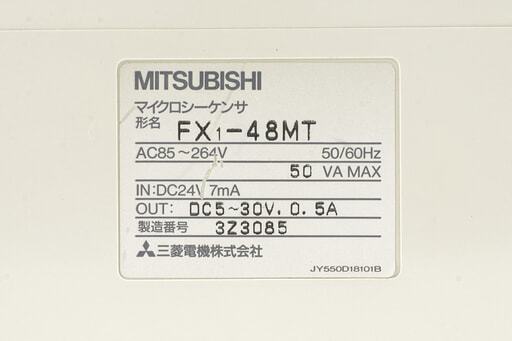 MITSUBISHI
マイクロシーケンサ
形名 FX1-48MT
AC85~264V 50/60Hz
50 VA MAX
IN:DC24V 7mA
OUT: DC5~30V, 0.5A
製造番号 3Z3085
三菱電機株式会社
JY550D18101B